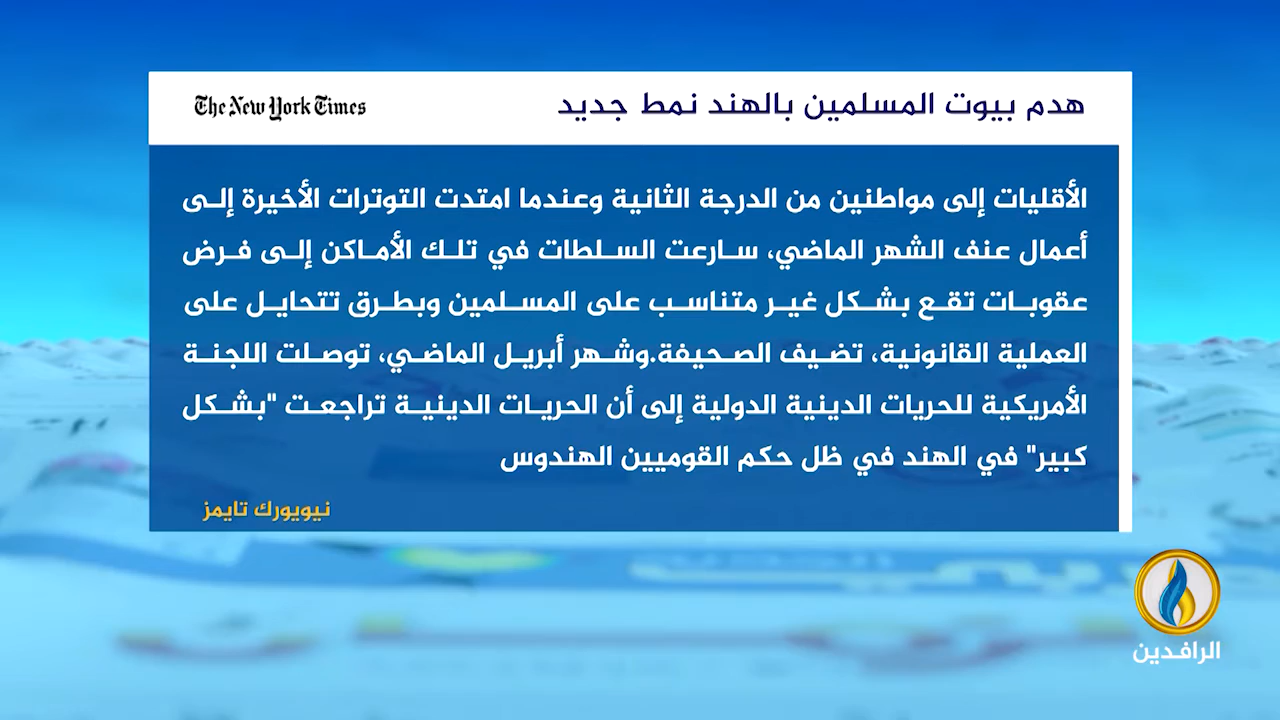 هدم بيوت المسلمين بالهند نمط جديد
The New York Times
الأقليات إلى مواطنين من الدرجة الثانية وعندما امتدت التوترات الأخيرة إلى
أعمال عنف الشهر الماضي، سارعت السلطات في تلك الأماكن إلى فرض
عقوبات تقع بشكل غير متناسب على المسلمين وبطرق تتحايل على
العملية القانونية، تضيف الصحيفة.وشهر أبريل الماضي، توصلت اللجنة
الأمريكية للحريات الدينية الدولية إلى أن الحريات الدينية تراجعت "بشكل
كبير" في الهند في ظل حكم القوميين الهندوس
نيويورك تايمز
الرافدين